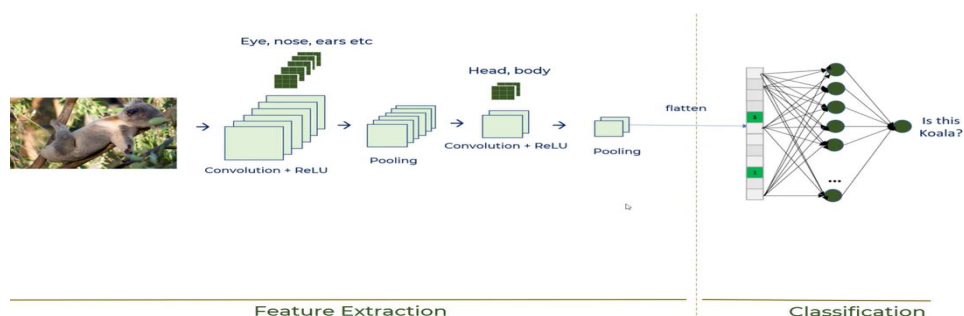 Eye, nose, ears etc
Head, body
flatten
Is this
Koala?
Convolution + ReLU
Pooling
Convolution + ReLU
Pooling
...
Feature Extraction
Classification